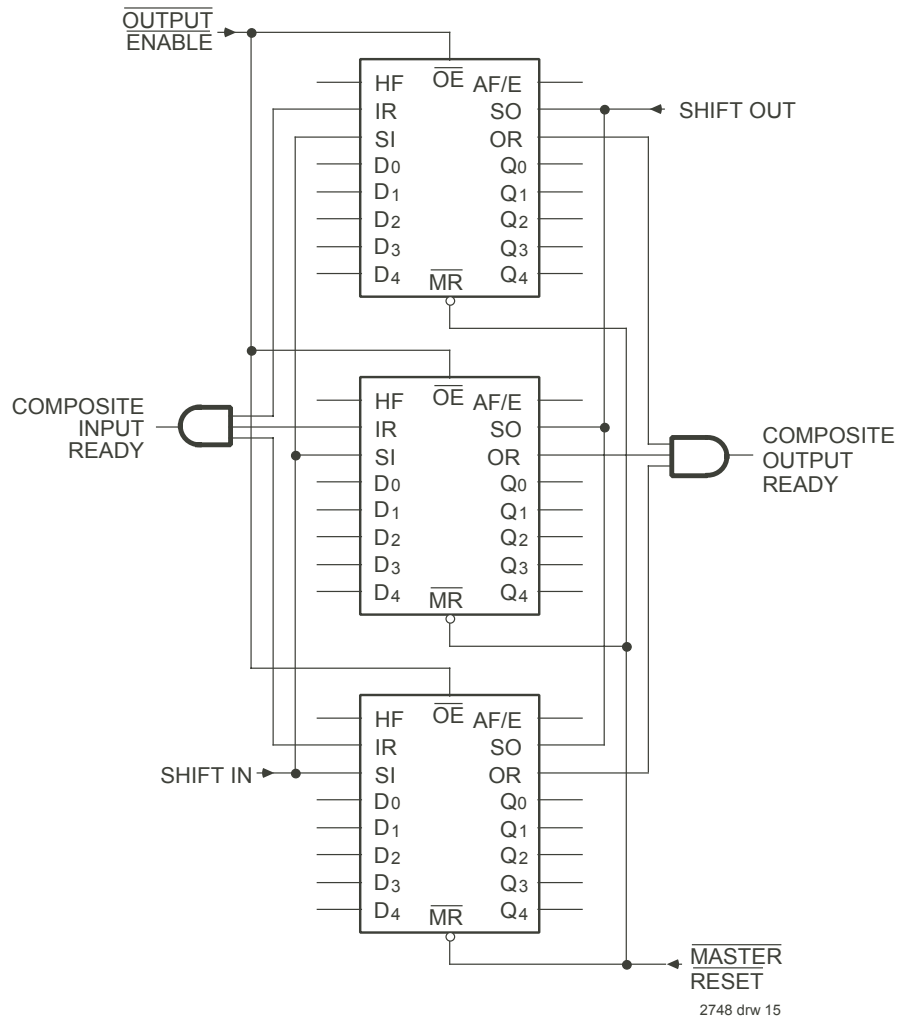 OUTPUT
ENABLE
OE
HF
AF/E
IR
SO
SHIFT OUT
SI
OR
D0
Q0
D1
Q1
D2
Q2
D3
Q3
D4
Q4
MR
OE
HF
AF/E
COMPOSITE
INPUT
READY
IR
SO
SI
OR
COMPOSITE
OUTPUT
READY
D0
Q0
D1
Q1
D2
Q2
D3
Q3
D4
Q4
MR
OE
HF
AF/E
IR
SO
SHIFT IN
SI
OR
D0
Q0
D1
Q1
D2
Q2
D3
Q3
D4
Q4
MR
MASTER
RESET
2748 drw 15